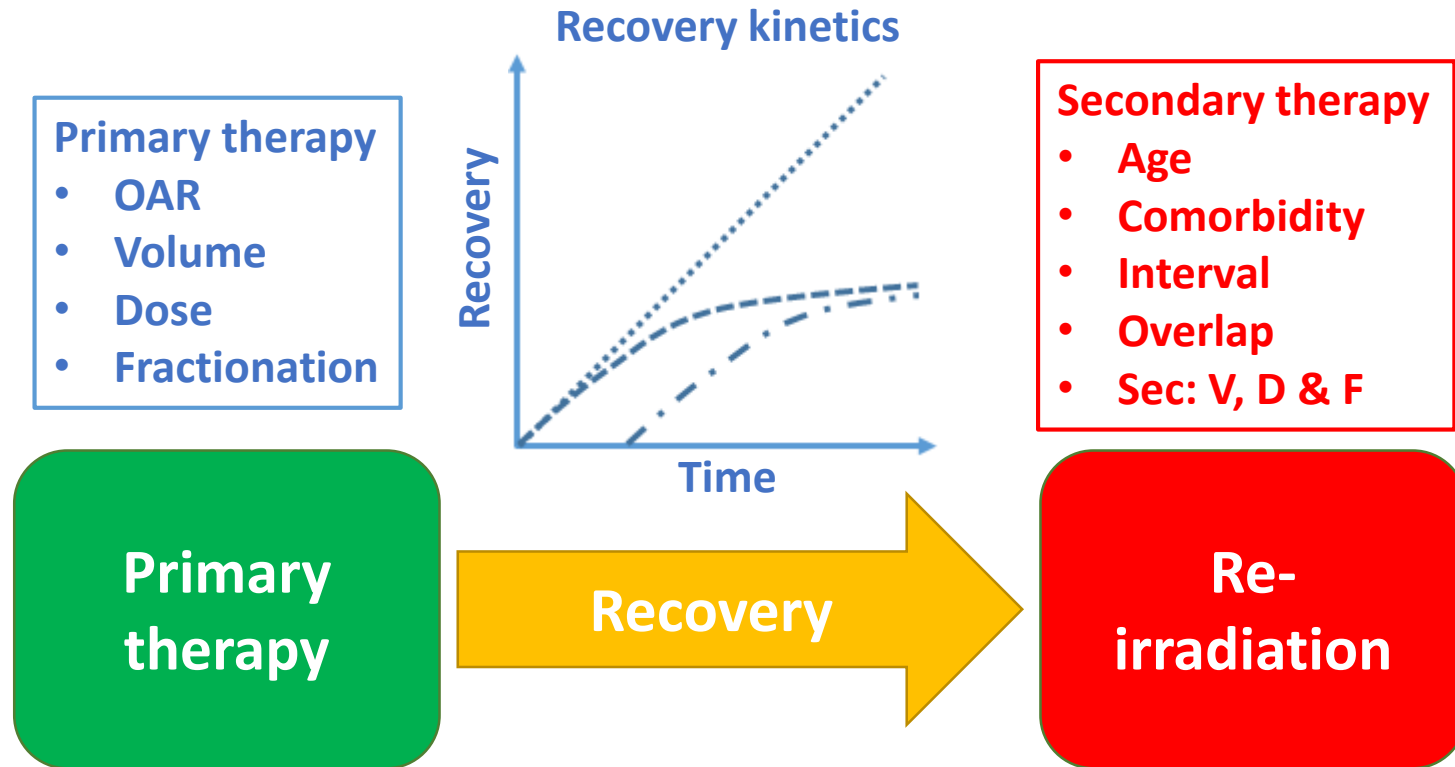 Recovery kinetics
Primary therapy
• OAR
• Volume
• Dose
• Fractionation
Recovery
Time
Secondary therapy
• Age
• Comorbidity
• Interval
• Overlap
• Sec: V, D & F
Primary
therapy
Recovery
Re-
irradiation